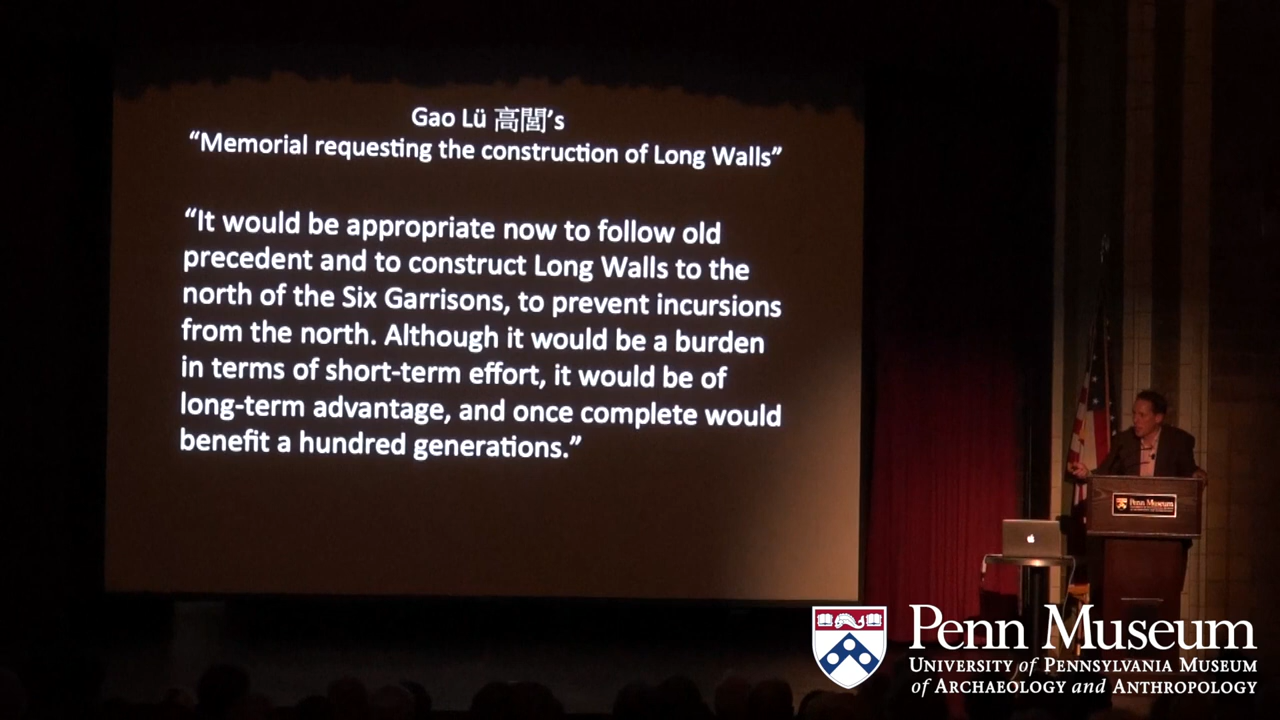 Gao Lü 高閭’s
“Memorial requesting the construction of Long Walls”
“It would be appropriate now to follow old
precedent and to construct Long Walls to the
north of the Six Garrisons, to prevent incursions
from the north. Although it would be a burden
in terms of short-term effort, it would be of
long-term advantage, and once complete would
benefit a hundred generations.”
Penn Museum
Penn Museum
University of Pennsylvania Museum
of Archaeology and Anthropology